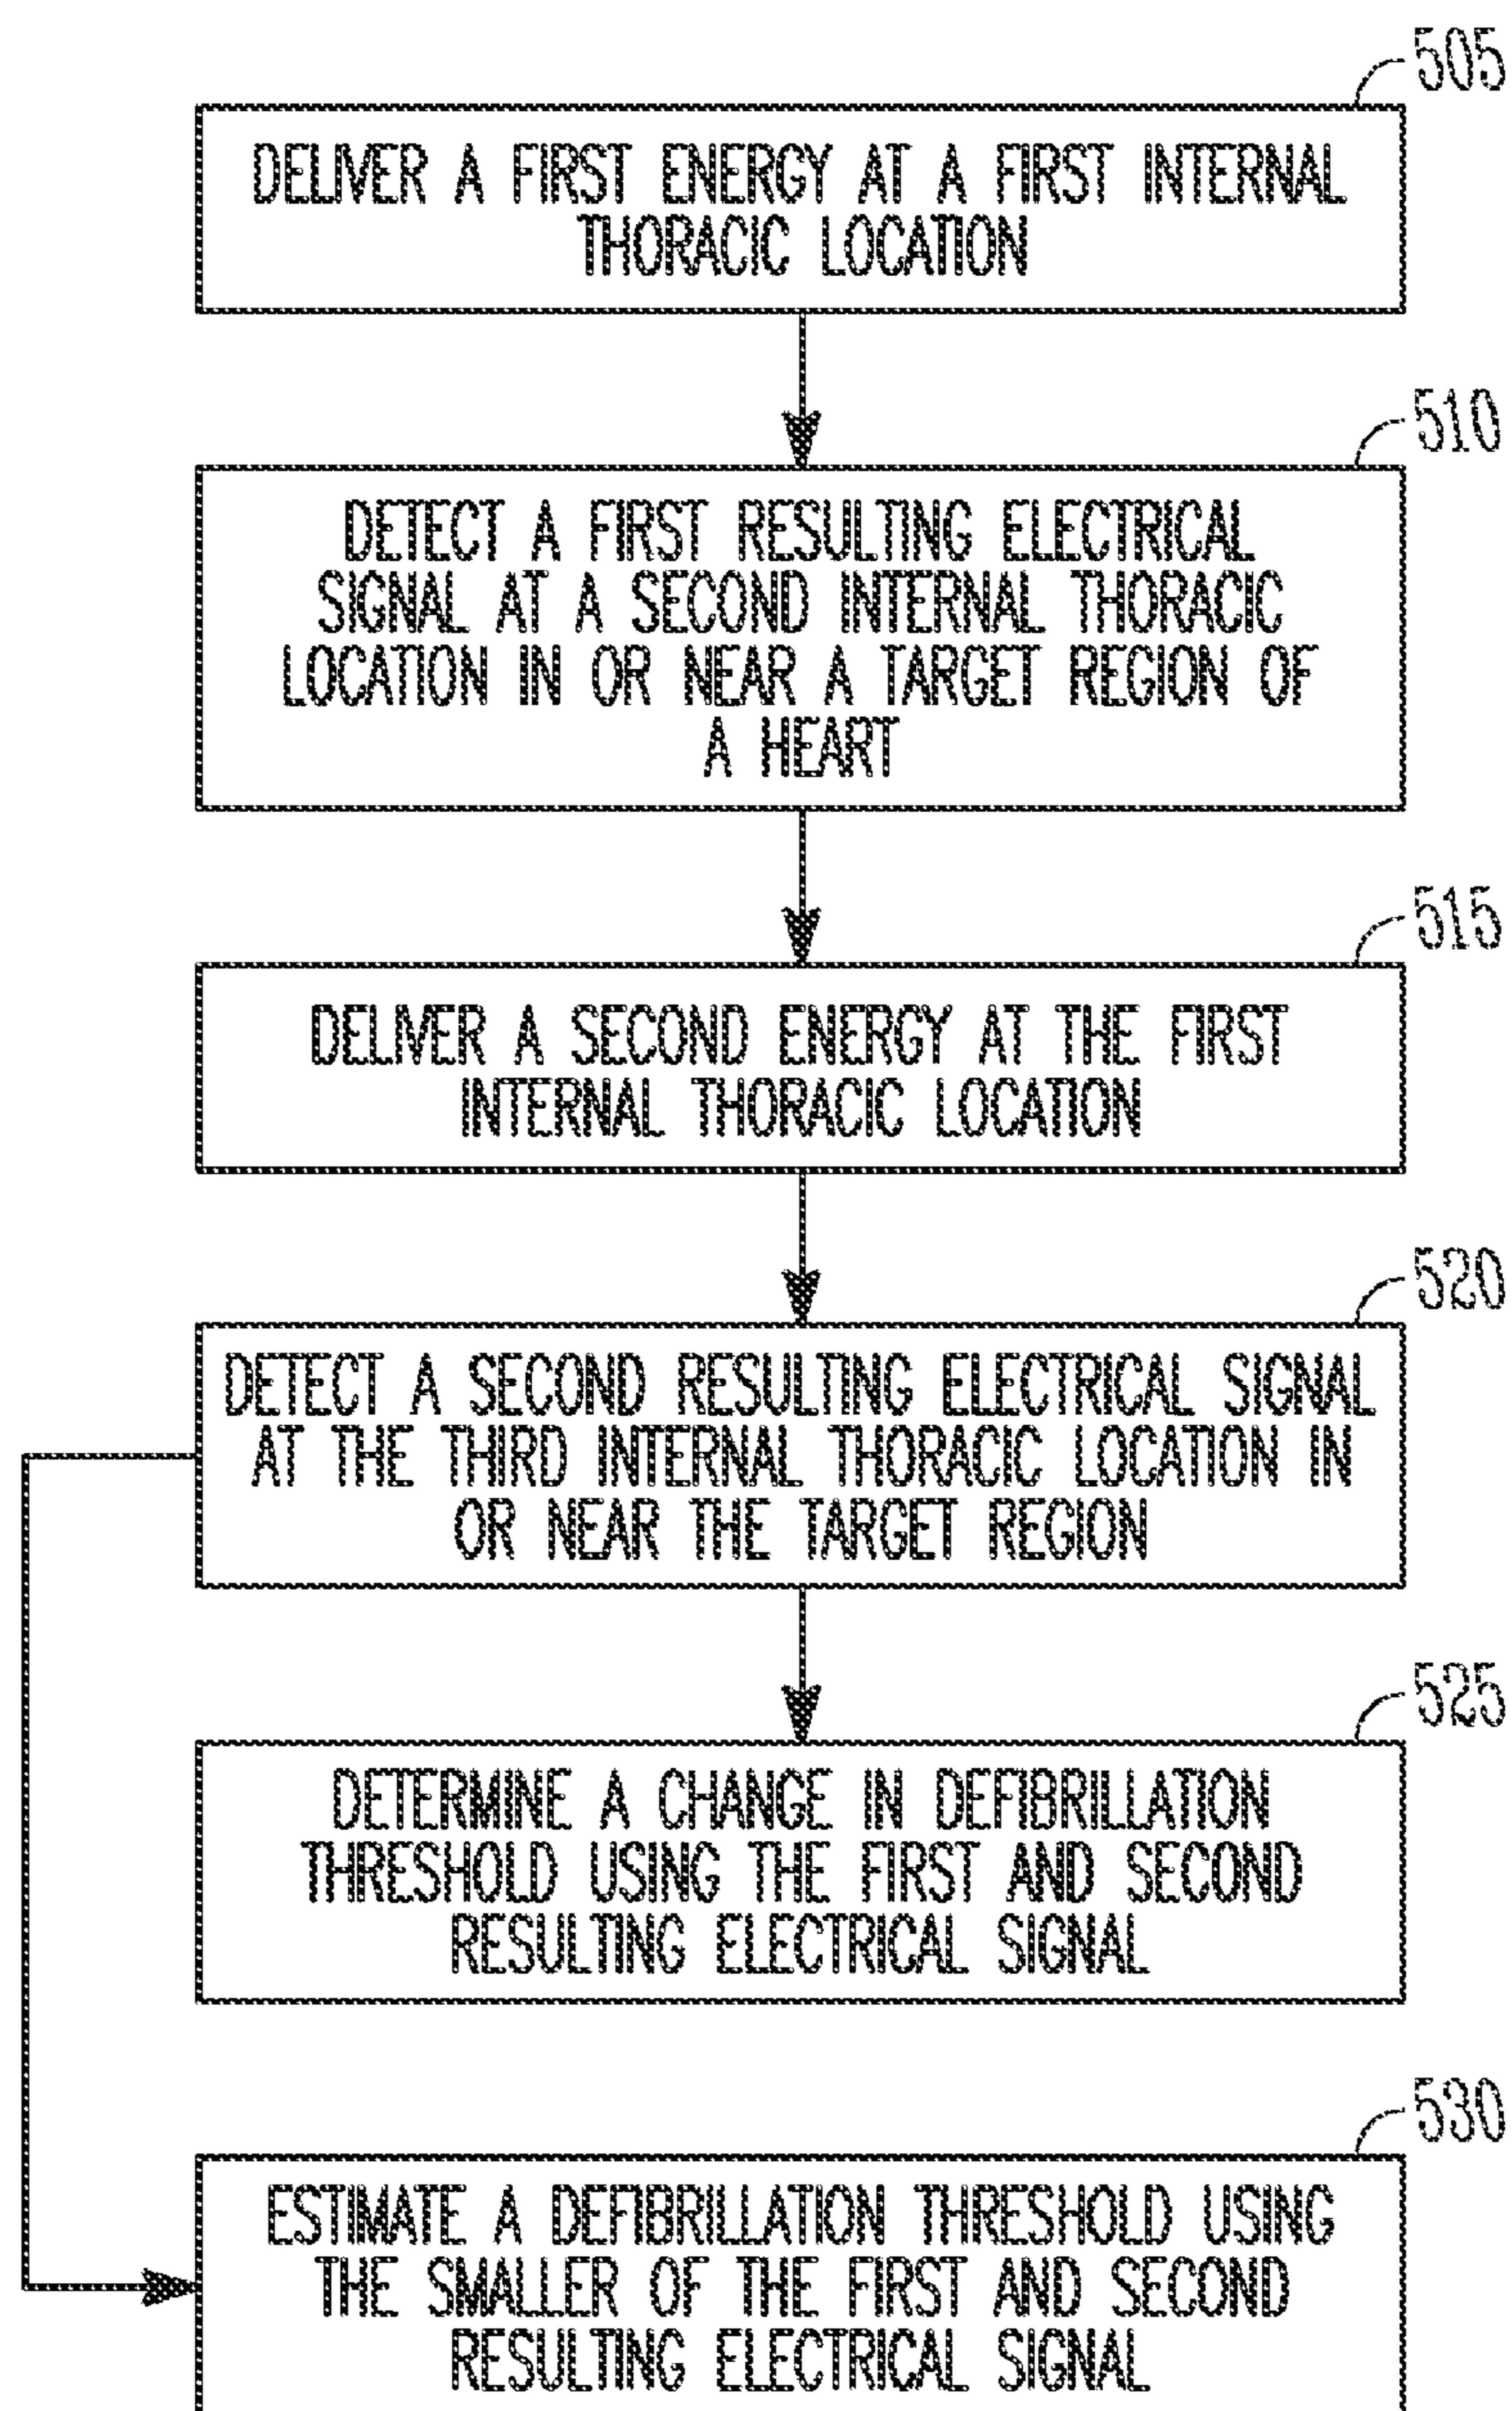 505
DELIVER A FIRST ENERGY AT A FIRST INTERNAL
THORACIC LOCATION
510
DETECT A FIRST RESULTING ELECTRICAL
SIGNAL AT A SECOND INTERNAL THORACIC
LOCATION IN OR NEAR A TARGET REGION OF
A HEART
515
DELIVER A SECOND ENERGY AT THE FIRST
INTERNAL THORACIC LOCATION
520
DETECT A SECOND RESULTING ELECTRICAL SIGNAL
AT THE THIRD INTERNAL THORACIC LOCATION IN
OR NEAR THE TARGET REGION
525
DETERMINE A CHANGE IN DEFIBRILLATION
THRESHOLD USING THE FIRST AND SECOND
RESULTING ELECTRICAL SIGNAL
530
ESTIMATE A DEFIBRILLATION THRESHOLD USING
THE SMALLER OF THE FIRST AND SECOND
RESULTING ELECTRICAL SIGNAL